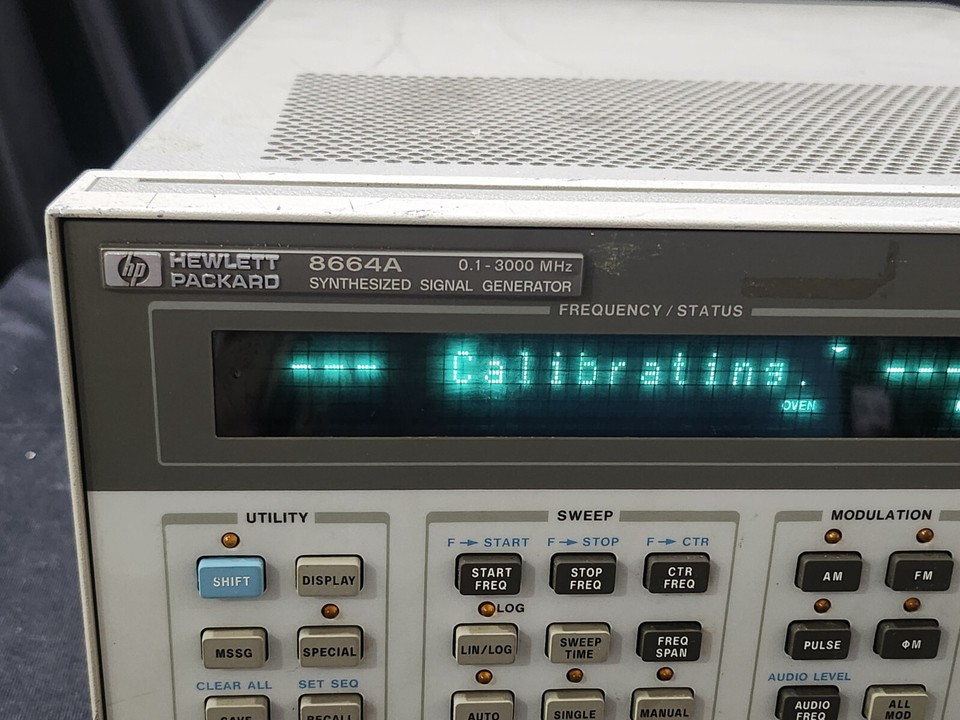 hp HEWLETT PACKARD 8664A 0.1-3000 MHz
SYNTHESIZED SIGNAL GENERATOR
FREQUENCY / STATUS
--- Calibrating. ---
OVEN
UTILITY
SHIFT
DISPLAY
MSSG
SPECIAL
CLEAR ALL
SET SEQ
SAVE
RECALL
SWEEP
F → START
F → STOP
F → CTR
START FREQ
STOP FREQ
CTR FREQ
LOG
LIN/LOG
SWEEP TIME
FREQ SPAN
AUTO
SINGLE
MANUAL
MODULATION
AM
FM
PULSE
ΦM
AUDIO LEVEL
AUDIO FREQ
ALL MOD